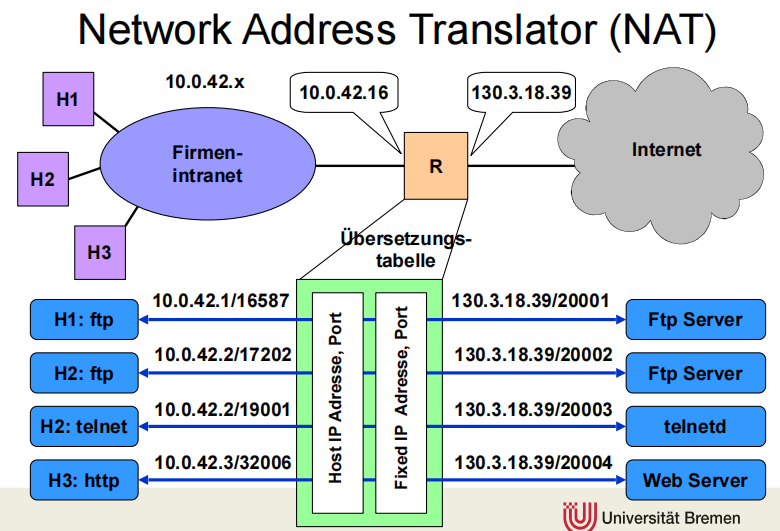 Network Address Translator (NAT)
10.0.42.x
H1
10.0.42.16
130.3.18.39
Firmen-
intranet
R
Internet
H2
H3
Übersetzungs-
tabelle
H1: ftp
10.0.42.1/16587
130.3.18.39/20001
Ftp Server
H2: ftp
10.0.42.2/17202
130.3.18.39/20002
Ftp Server
H2: telnet
10.0.42.2/19001
130.3.18.39/20003
telnetd
H3: http
10.0.42.3/32006
130.3.18.39/20004
Web Server
Host IP Adresse, Port
Fixed IP Adresse, Port
Universität Bremen